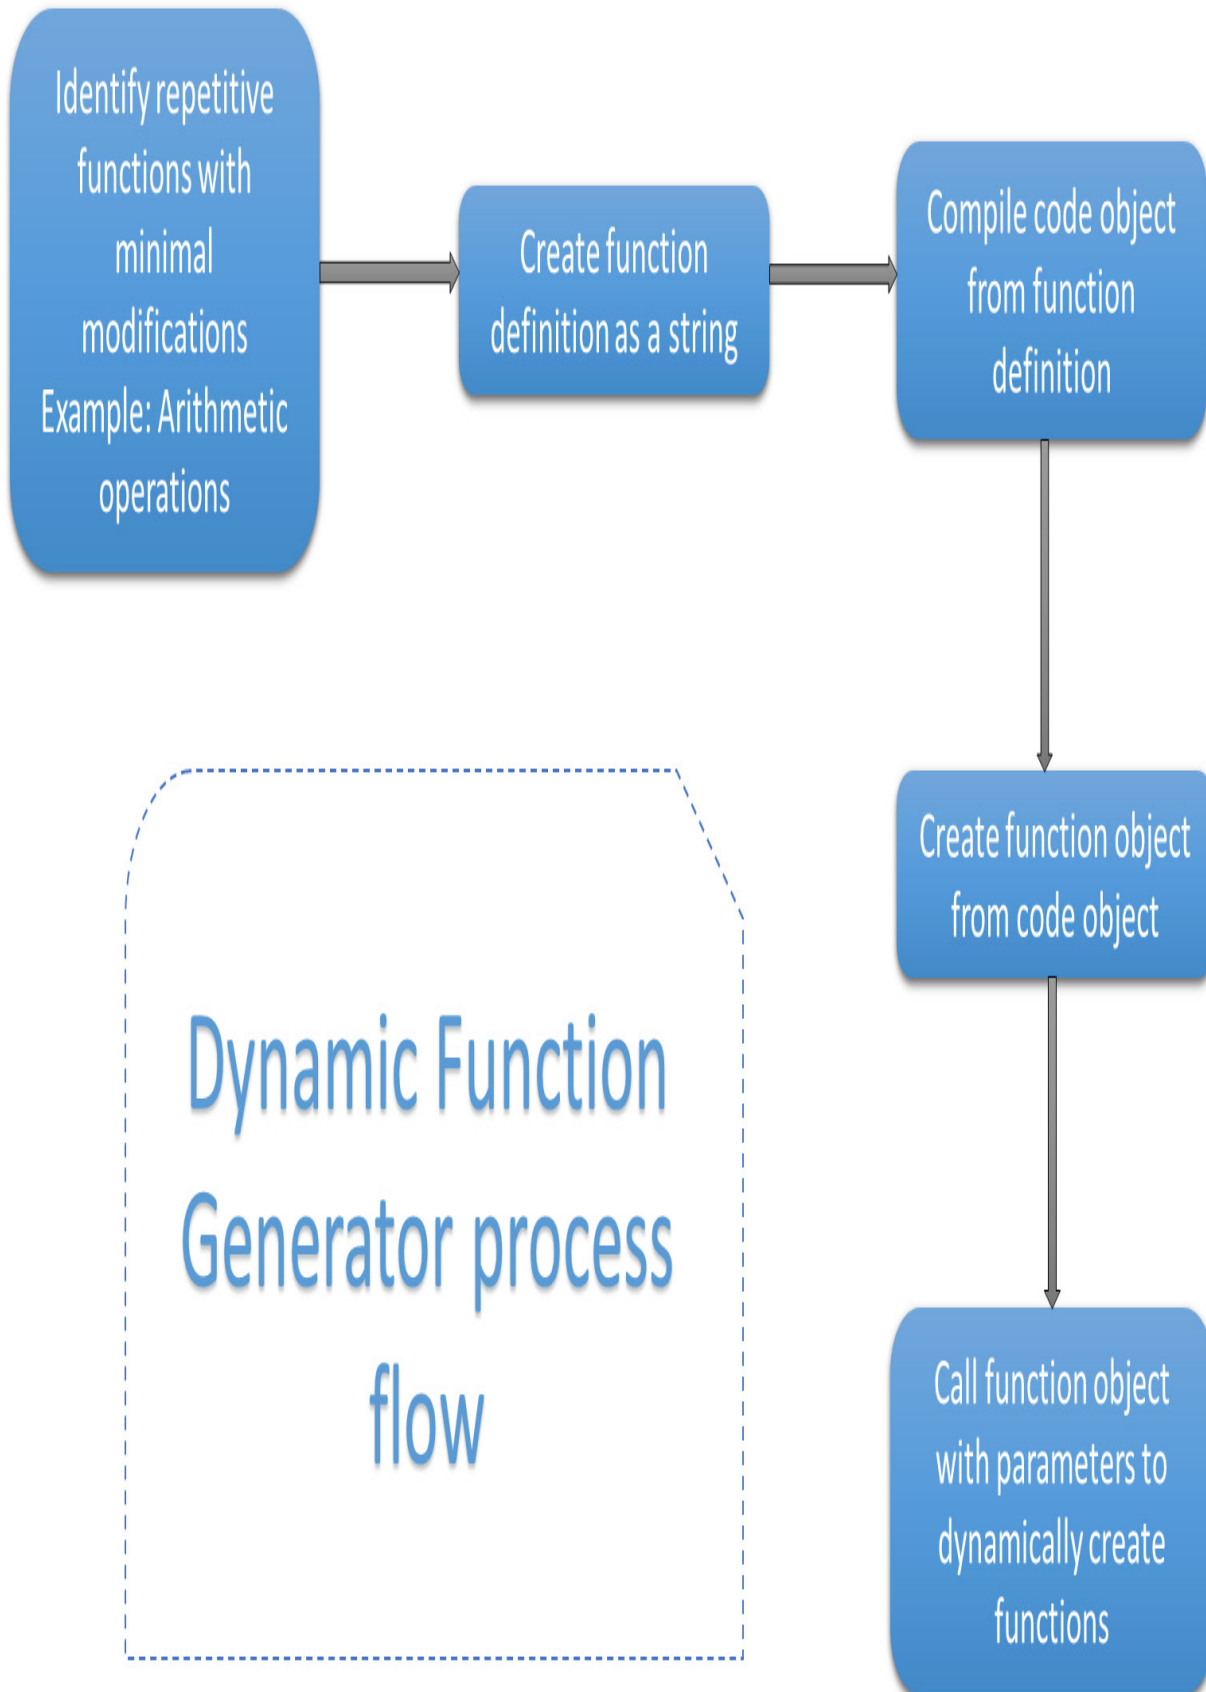 Identify repetitive
functions with
minimal
modifications
Example: Arithmetic
operations
Create function
definition as a string
Compile code object
from function
definition
Create function object
from code object
Call function object
with parameters to
dynamically create
functions
Dynamic Function
Generator process
flow